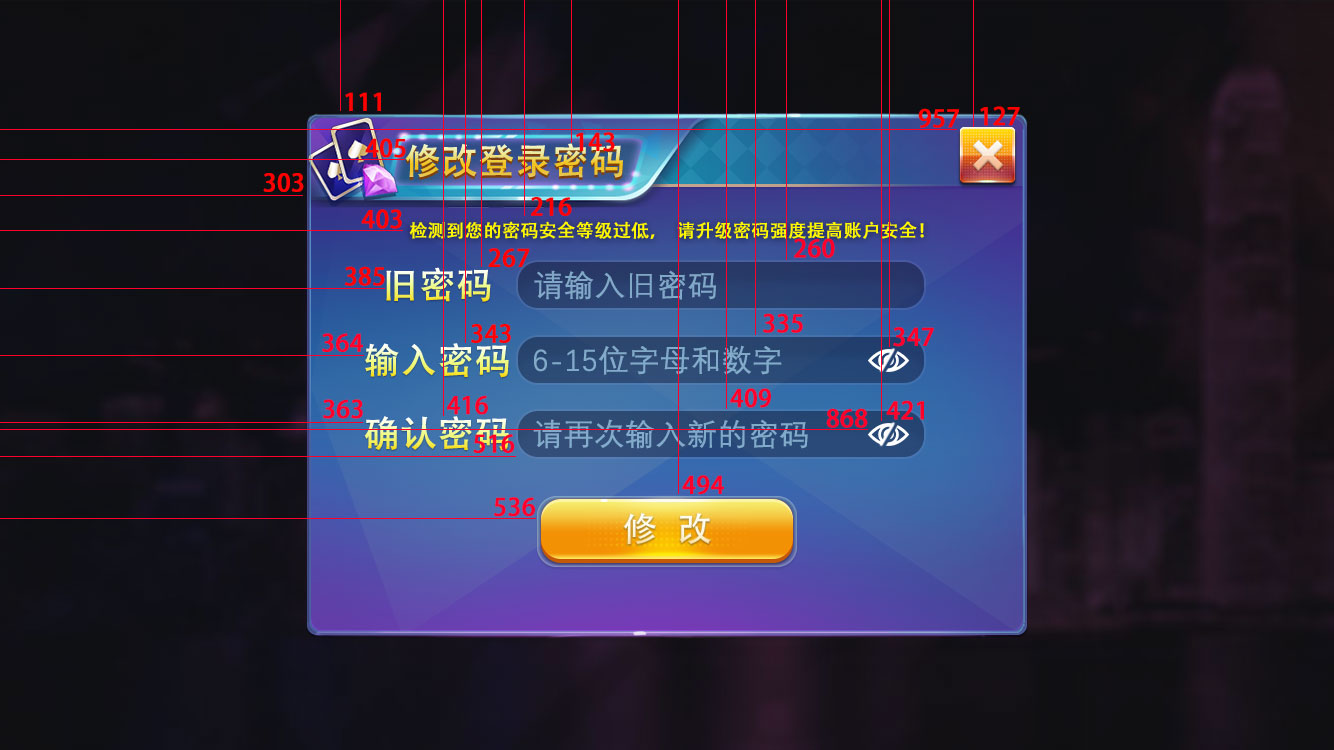 111
957 127
405 修改登录密码 143
303
216
403 检测到您的密码安全等级过低， 请升级密码强度提高账户安全！
267 260
385 旧密码 请输入旧密码
343 335 347
364 输入密码 6-15位字母和数字
416 409
363 868 421
确认密码 请再次输入新的密码
516
494
536
修 改